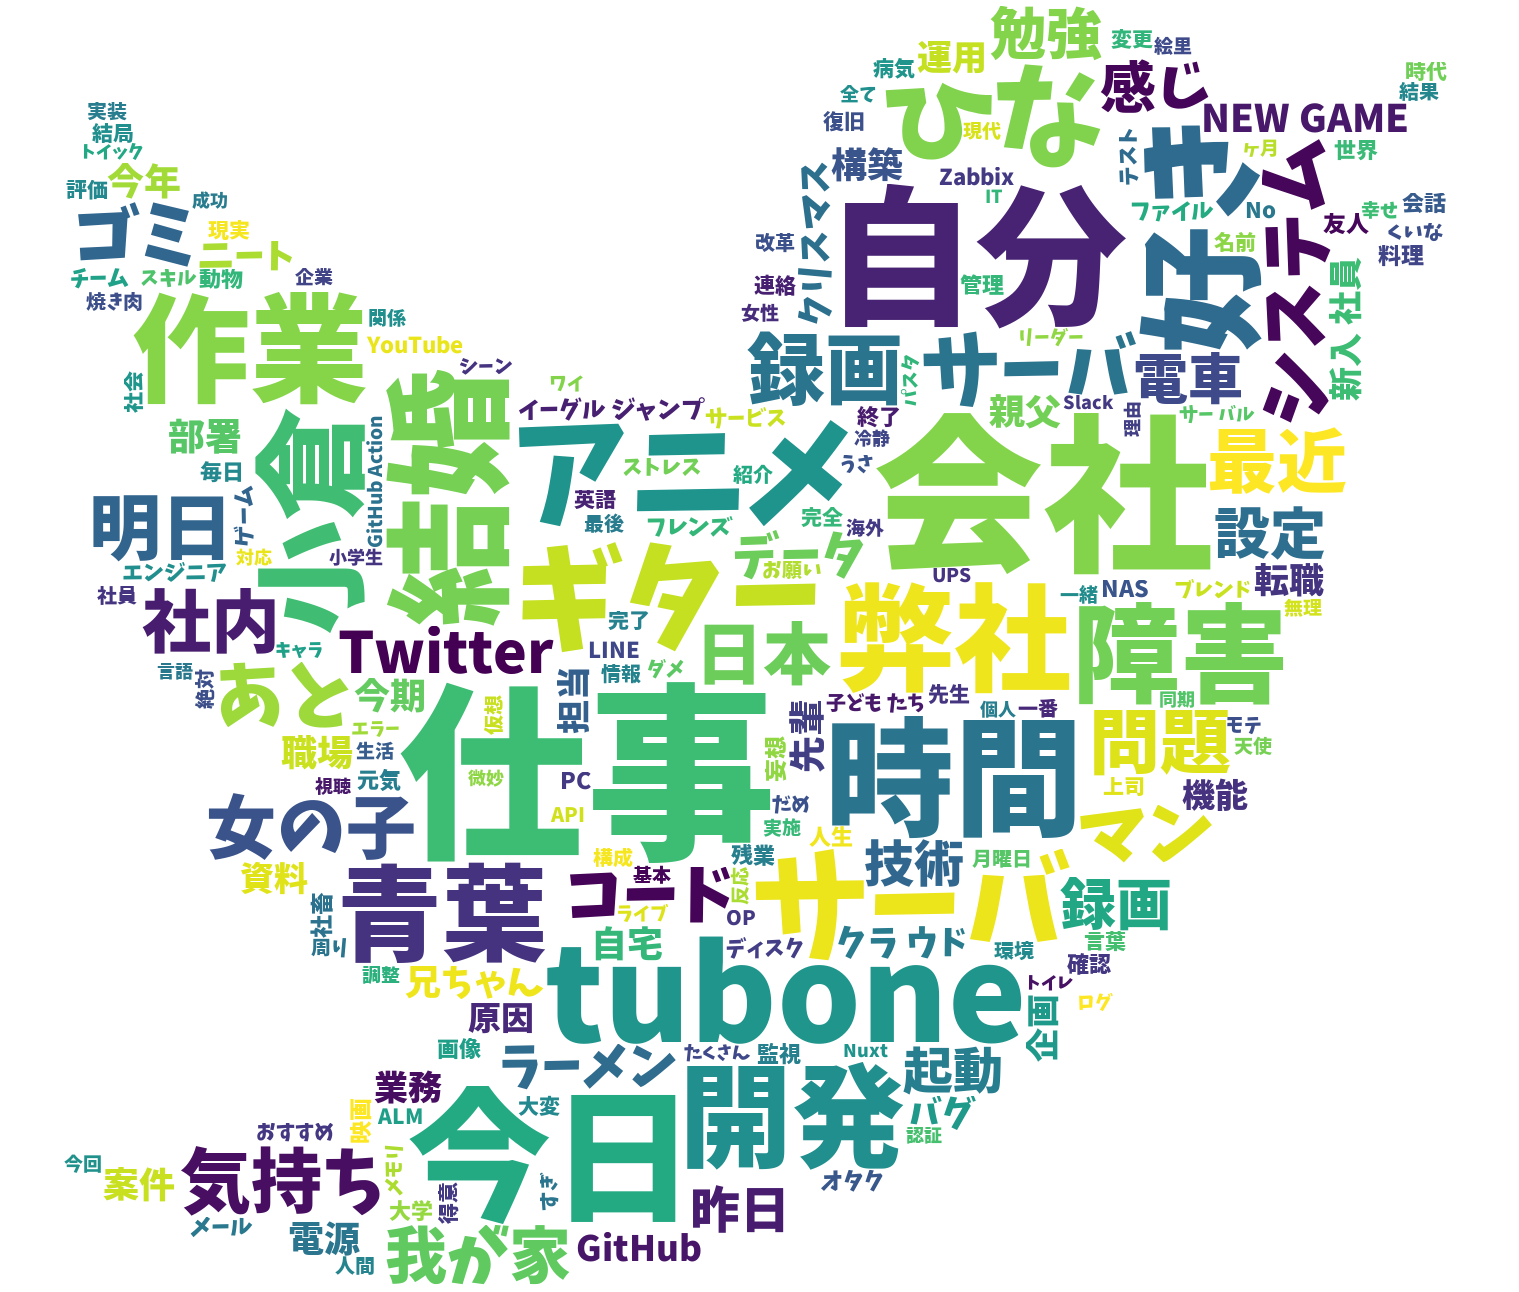 勉強
変更
絵里
運用
病気
感じ
時代
結果
全て
ひな
NEW GAME
実装
復旧
現代
結局
トイック
テスト
好き
ヶ月
世界
構築
評価
今年
Zabbix
IT
成功
クリスマス
自分
ファイル
No
システム
友人
幸せ
会話
くいな
ゴミ
現実
ニート
改革
名前
料理
チーム
スキル
動物
企業
連絡
管理
新入社員
焼き肉
女性
作業
関係
YouTube
リーダー
録画
サーバ
電車
シーン
社会
結婚
ワイ
パスタ
イーグルジャンプ
サービス
終了
親父
Slack
理由
サーバル
部署
小倉
GitHub Action
アニメ
冷静
会社
最近
毎日
ストレス
紹介
うさ
明日
ゲーム
英語
最後
フレンズ
完全
海外
設定
対応
小学生
ギター
データ
お願い
エンジニア
UPS
転職
社員
社内
完了
弊社
一緒
NAS
ブレンド
無理
キャラ
Twitter
LINE
日本
障害
言語
絶対
あと
今期
情報
ダメ
担当
仮想
仕事
子どもたち
先生
個人
一番
同期
エラー
先輩
時間
問題
モテ
天使
職場
生活
妄想
視聴
元気
微妙
PC
上司
機能
女の子
API
だめ
実施
人生
マン
構成
残業
技術
月曜日
資料
青葉
コード
基本
反応
サーバ
録画
社畜
ライブ
OP
周り
自宅
ディスク
クラウド
環境
言葉
調整
兄ちゃん
tubone
確認
トイレ
原因
企画
ログ
画像
ラーメン
たくさん
監視
Nuxt
起動
業務
今日
開発
映画
ALM
大変
バグ
おすすめ
認証
今回
案件
気持ち
メモリ
得意
すぎ
オタク
大学
昨日
メール
電源
我が家
GitHub
人間